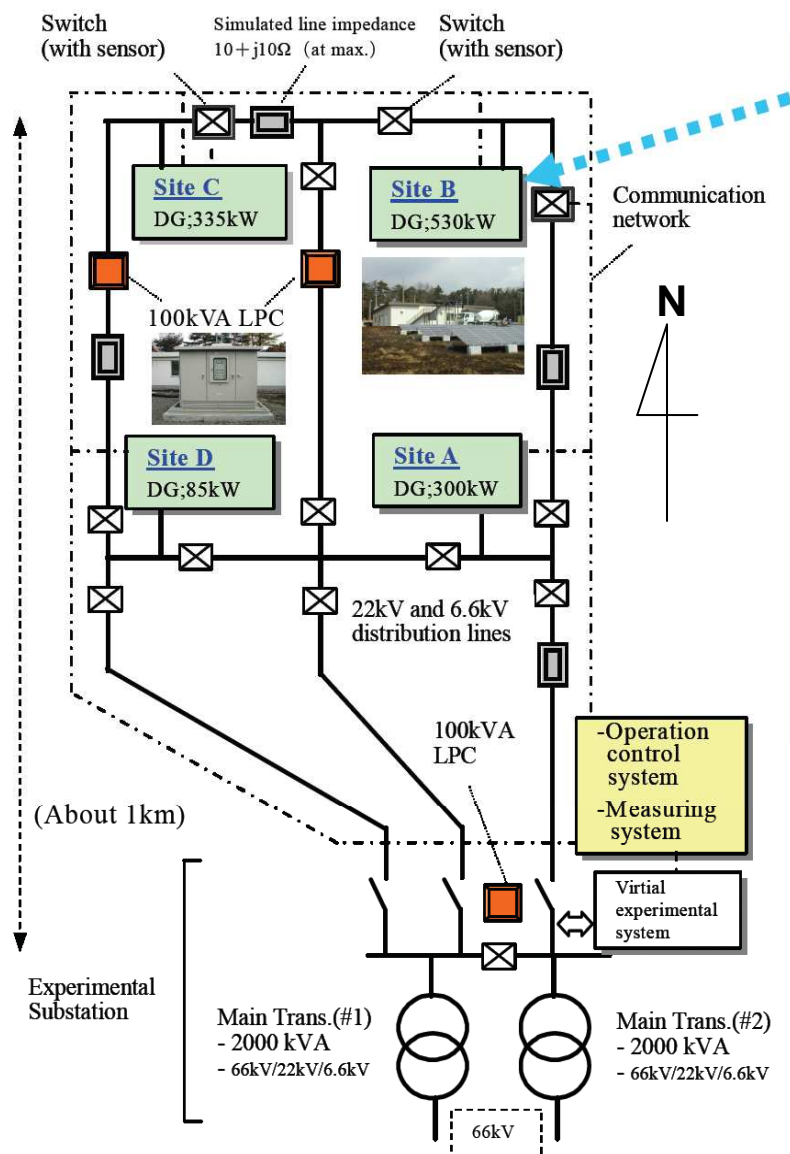 Switch
(with sensor)
Simulated line impedance
10+j10Ω (at max.)
Switch
(with sensor)
Site C
DG;335kW
Site B
DG;530kW
Communication
network
100kVA LPC
N
Site D
DG;85kW
Site A
DG;300kW
22kV and 6.6kV
distribution lines
100kVA
LPC
-Operation
control
system
-Measuring
system
(About 1km)
Virtial
experimental
system
Experimental
Substation
Main Trans.(#1)
- 2000 kVA
- 66kV/22kV/6.6kV
Main Trans.(#2)
- 2000 kVA
- 66kV/22kV/6.6kV
66kV